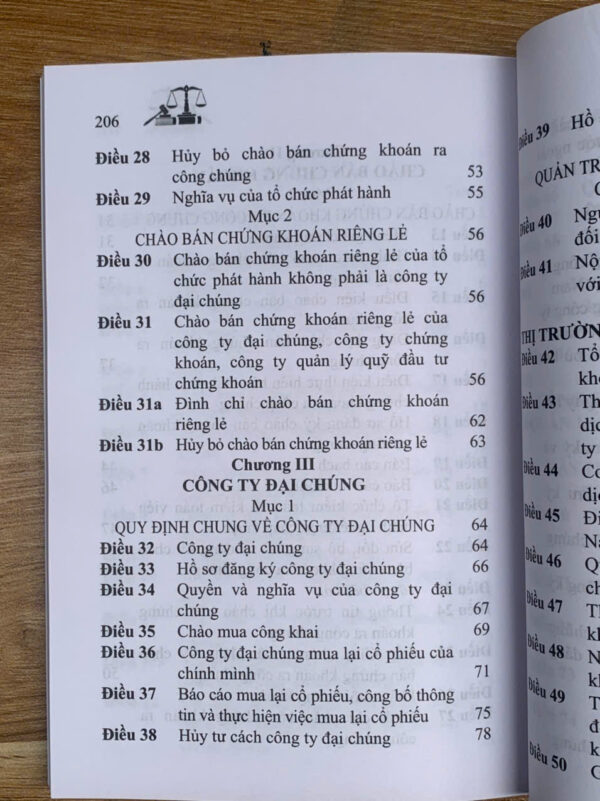 206
Điều 28 Hủy bỏ chào bán chứng khoán ra
công chúng 53
Điều 29 Nghĩa vụ của tổ chức phát hành 55
Mục 2
CHÀO BÁN CHỨNG KHOÁN RIÊNG LẺ 56
Điều 30 Chào bán chứng khoán riêng lẻ của tổ
chức phát hành không phải là công ty
đại chúng 56
Điều 31 Chào bán chứng khoán riêng lẻ của
công ty đại chúng, công ty chứng
khoán, công ty quản lý quỹ đầu tư
chứng khoán 56
Điều 31a Đình chỉ chào bán chứng khoán
riêng lẻ 62
Điều 31b Hủy bỏ chào bán chứng khoán riêng lẻ 63
Chương III
CÔNG TY ĐẠI CHÚNG
Mục 1
QUY ĐỊNH CHUNG VỀ CÔNG TY ĐẠI CHÚNG 64
Điều 32 Công ty đại chúng 64
Điều 33 Hồ sơ đăng ký công ty đại chúng 66
Điều 34 Quyền và nghĩa vụ của công ty đại
chúng 67
Điều 35 Chào mua công khai 69
Điều 36 Công ty đại chúng mua lại cổ phiếu của
chính mình 71
Điều 37 Báo cáo mua lại cổ phiếu, công bố thông
tin và thực hiện việc mua lại cổ phiếu 75
Điều 38 Hủy tư cách công ty đại chúng 78
Điều 39 Hồ
QUẢN TR
Điều 40
đối
Điều 41 Nộ
với
THỊ TRƯỜN
Điều 42 Tổ
Điều 43 Th
dịc
ty
Điều 44
dịc
Điều 45
Điều 46
Điều 47
Điều 48
Điều 49
Điều 50